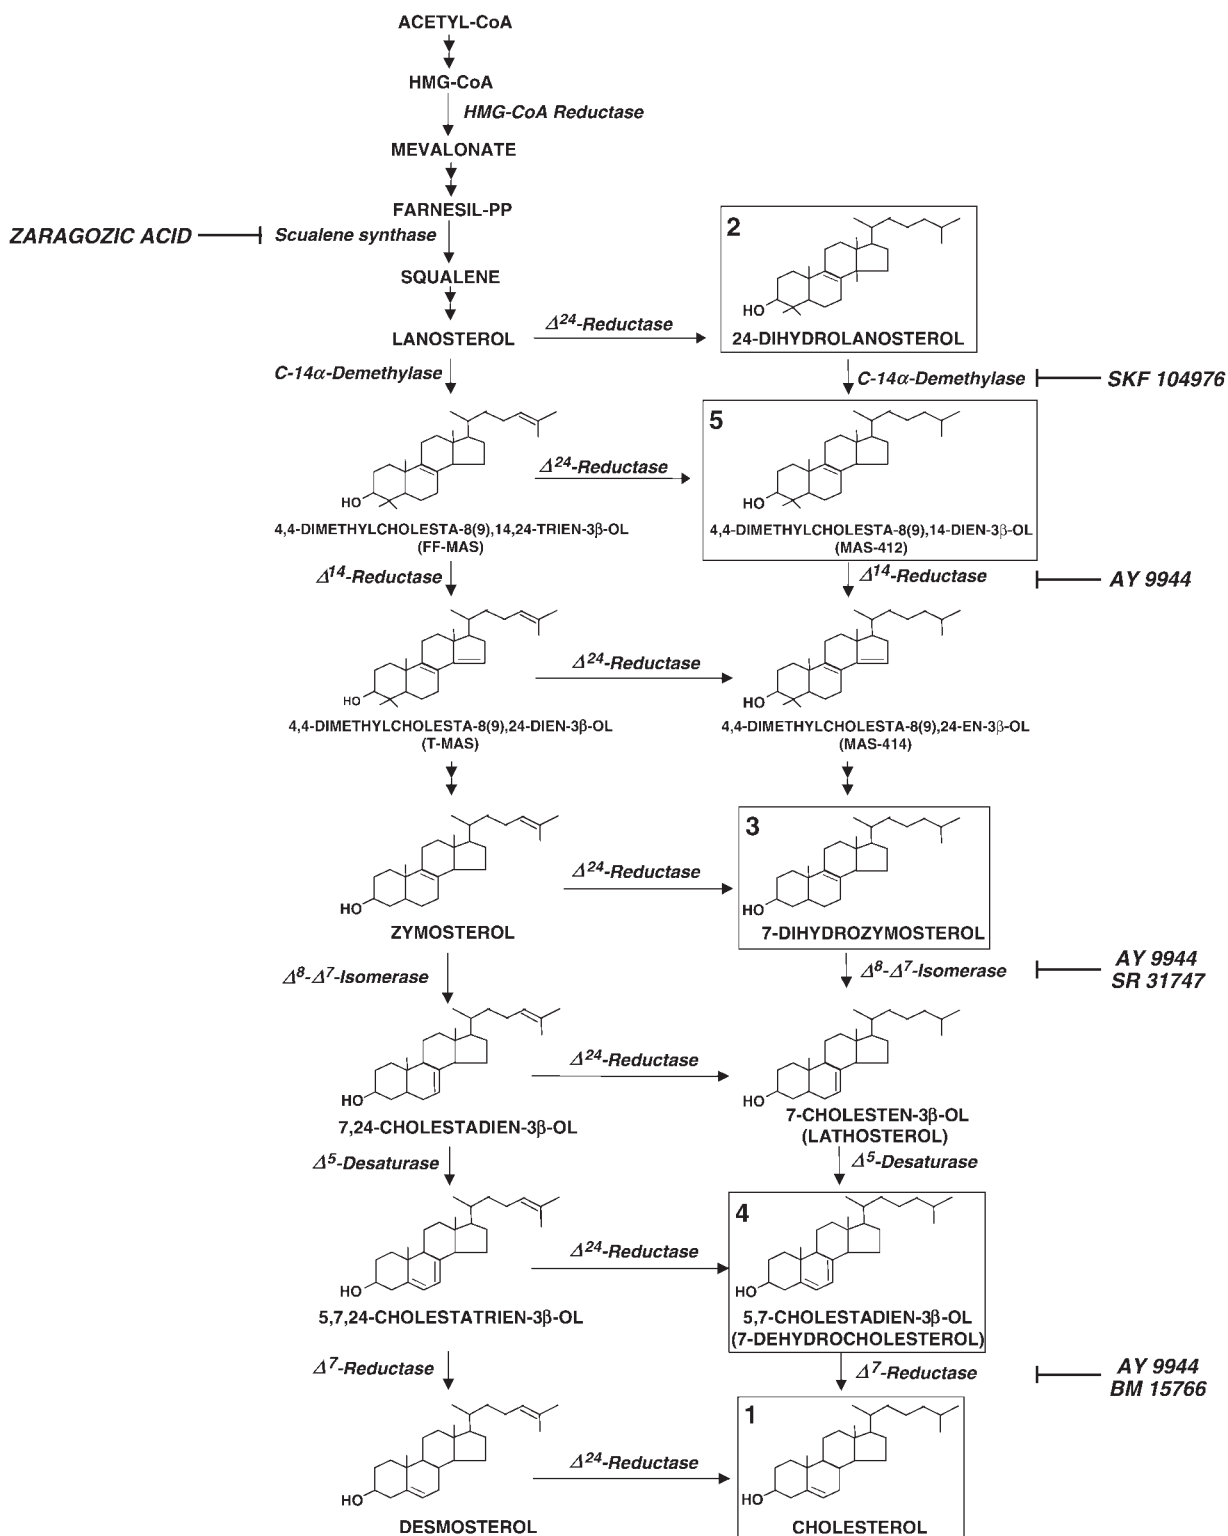 ACETYL-CoA
HMG-CoA
HMG-CoA Reductase
MEVALONATE
FARNESIL-PP
ZARAGOZIC ACID
Scualene synthase
SQUALENE
2
HO
24-DIHYDROLANOSTEROL
LANOSTEROL
Δ24-Reductase
C-14α-Demethylase
C-14α-Demethylase
SKF 104976
5
Δ24-Reductase
HO
HO
4,4-DIMETHYLCHOLESTA-8(9),14,24-TRIEN-3β-OL
(FF-MAS)
4,4-DIMETHYLCHOLESTA-8(9),14-DIEN-3β-OL
(MAS-412)
Δ14-Reductase
Δ14-Reductase
AY 9944
Δ24-Reductase
HO
HO
4,4-DIMETHYLCHOLESTA-8(9),24-DIEN-3β-OL
(T-MAS)
4,4-DIMETHYLCHOLESTA-8(9),24-EN-3β-OL
(MAS-414)
3
Δ24-Reductase
HO
HO
ZYMOSTEROL
7-DIHYDROZYMOSTEROL
Δ8-Δ7-Isomerase
Δ8-Δ7-Isomerase
AY 9944
SR 31747
Δ24-Reductase
HO
HO
7,24-CHOLESTADIEN-3β-OL
7-CHOLESTEN-3β-OL
(LATHOSTEROL)
Δ5-Desaturase
Δ5-Desaturase
4
Δ24-Reductase
HO
HO
5,7,24-CHOLESTATRIEN-3β-OL
5,7-CHOLESTADIEN-3β-OL
(7-DEHYDROCHOLESTEROL)
Δ7-Reductase
Δ7-Reductase
AY 9944
BM 15766
1
Δ24-Reductase
HO
HO
DESMOSTEROL
CHOLESTEROL